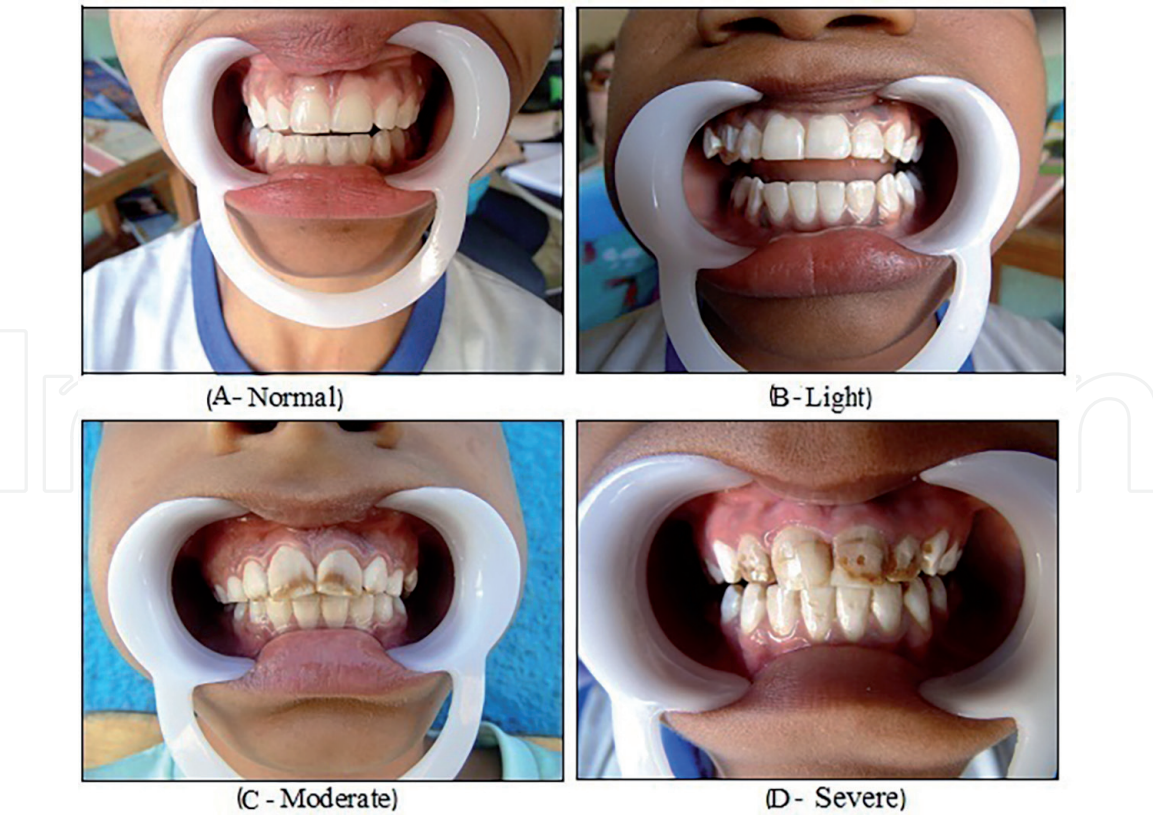 (A- Normal)
(B-Light)
(C - Moderate)
(D- Severe)